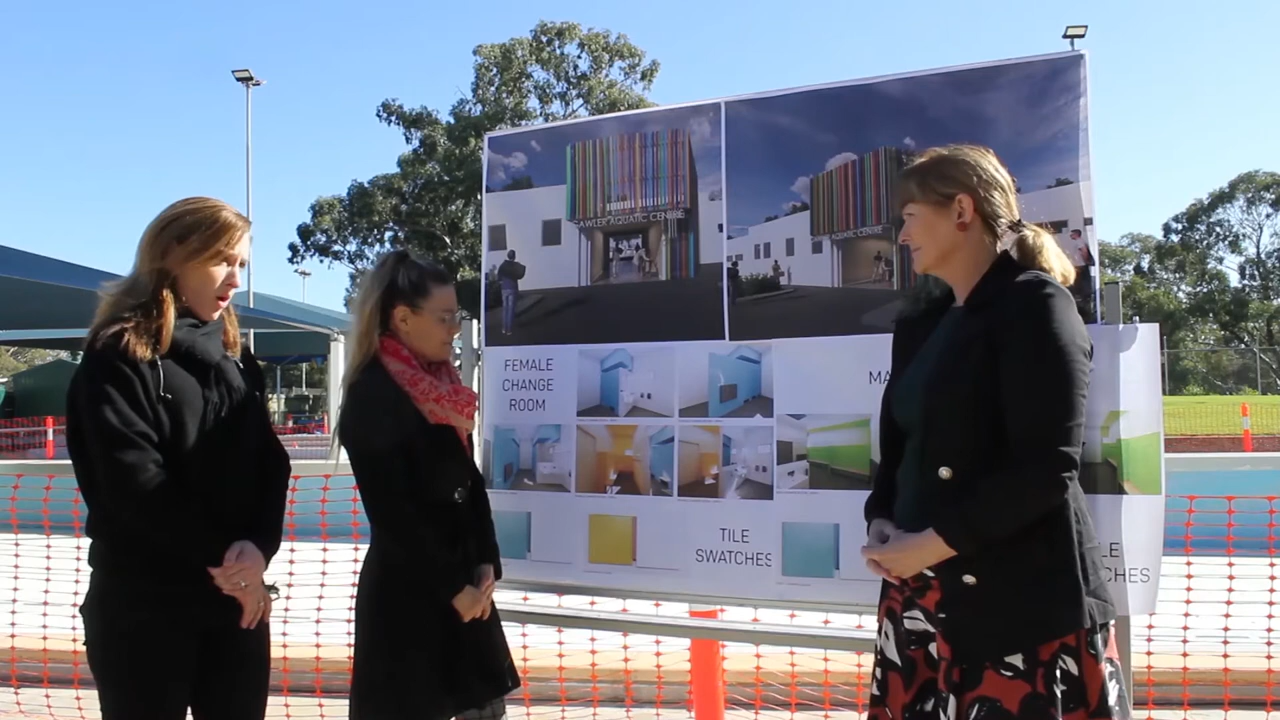 GAWLER AQUATIC CENTRE
AQUATIC CENTRE
FEMALE
CHANGE
ROOM
MA
TILE
SWATCHES
LE
CHES